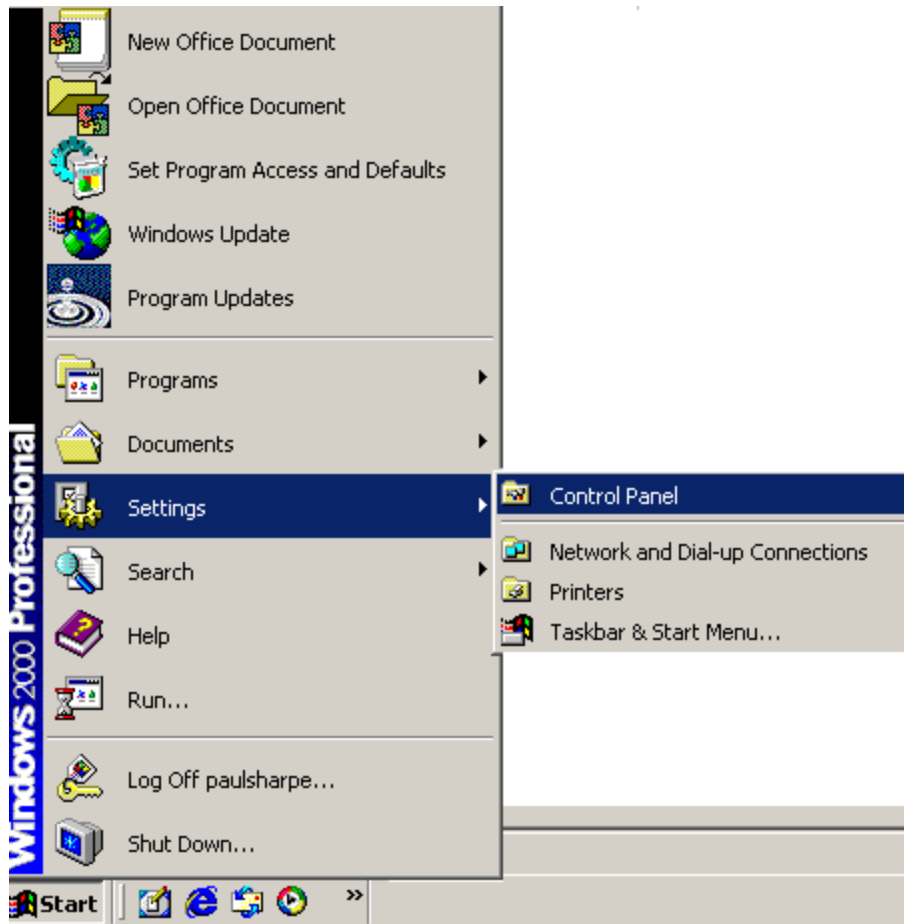 New Office Document
Open Office Document
Set Program Access and Defaults
Windows Update
Program Updates
Programs
Documents
Settings
Search
Help
Run...
Log Off paulsharpe...
Shut Down...
Control Panel
Network and Dial-up Connections
Printers
Taskbar & Start Menu...
Windows 2000 Professional
Start
»